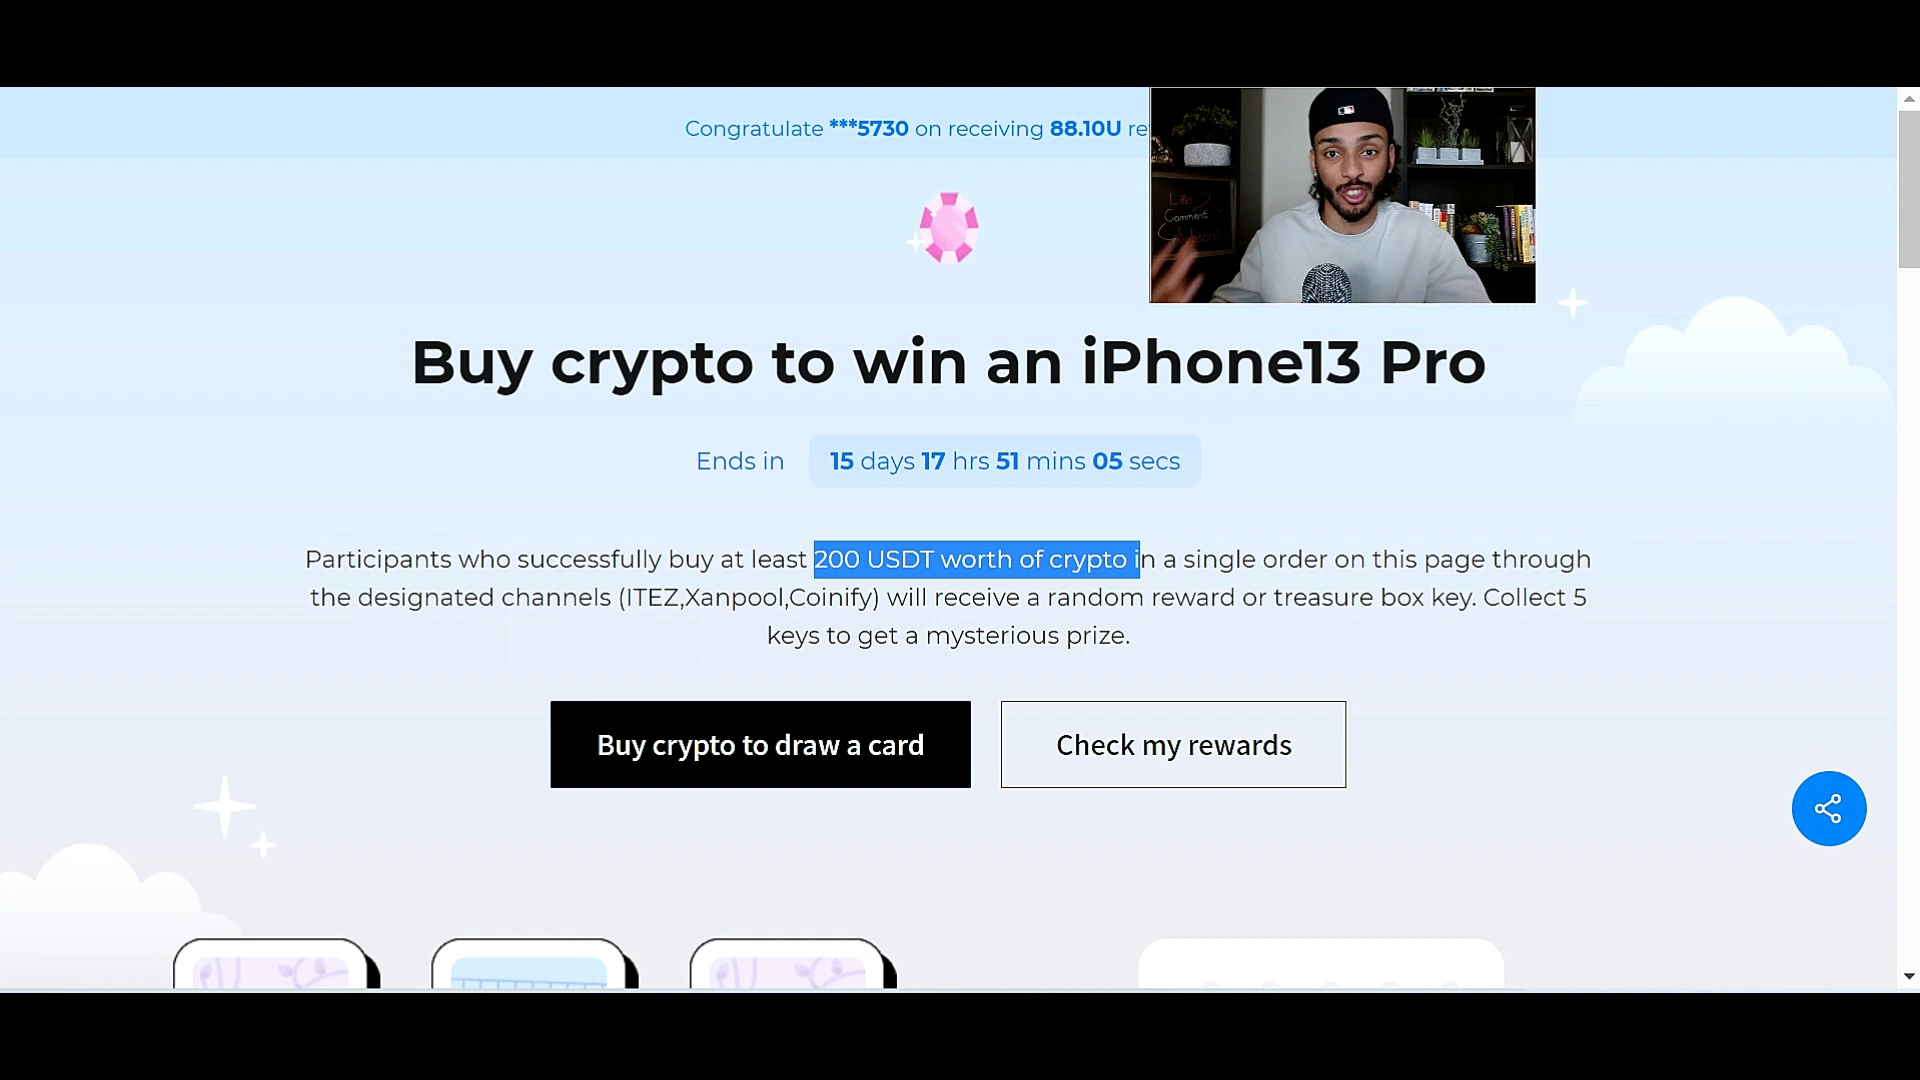 Congratulate ***5730 on receiving 88.10U re
Like
Comment
Subscribe
Buy crypto to win an iPhone13 Pro
Ends in 15 days 17 hrs 51 mins 05 secs
Participants who successfully buy at least 200 USDT worth of crypto in a single order on this page through
the designated channels (ITEZ,Xanpool,Coinify) will receive a random reward or treasure box key. Collect 5
keys to get a mysterious prize.
Buy crypto to draw a card
Check my rewards